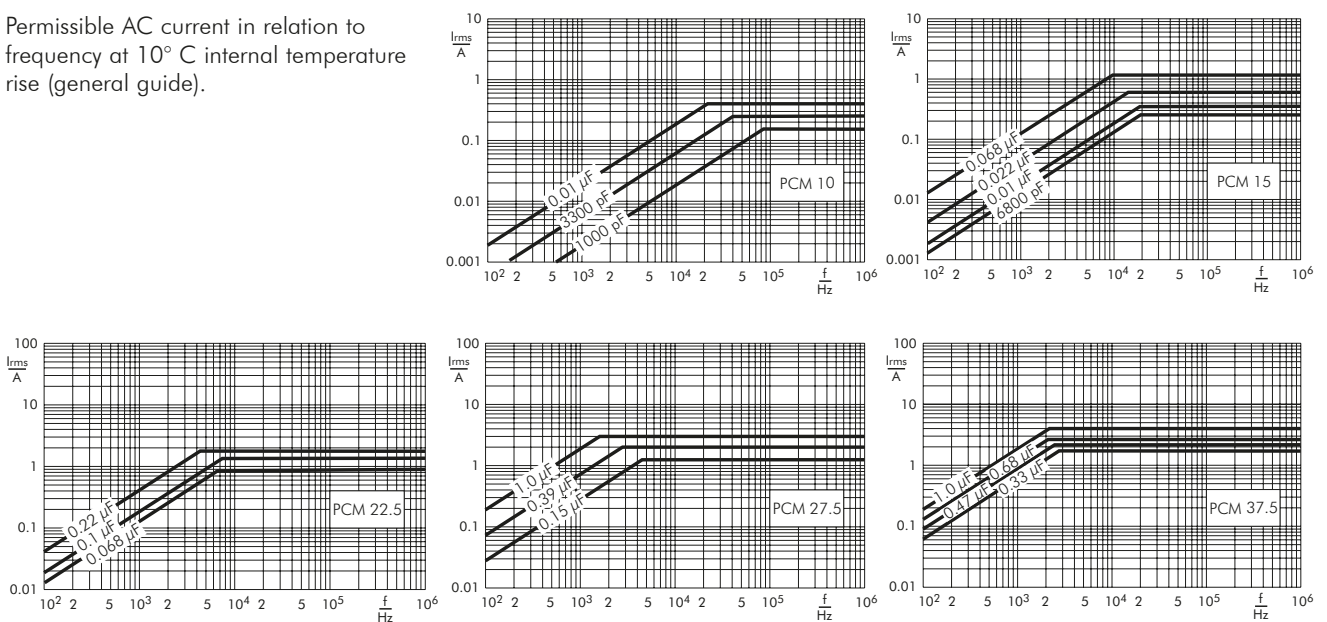 Permissible AC current in relation to
frequency at 10° C internal temperature
rise (general guide).
10
Irms
A
1
0.1
0.01
0.001
0.01 µF
3300 pF
1000 pF
PCM 10
10² 2 5 10³ 2 5 10⁴ 2 5 10⁵ f 10⁶
Hz
10
Irms
A
1
0.1
0.01
0.001
0.068 µF
0.022 µF
0.01 µF
6800 pF
PCM 15
10² 2 5 10³ 2 5 10⁴ 2 5 10⁵ f 10⁶
Hz
100
Irms
A
10
1
0.1
0.01
0.22 µF
0.1 µF
0.068 µF
PCM 22.5
10² 2 5 10³ 2 5 10⁴ 2 5 10⁵ f 10⁶
Hz
100
Irms
A
10
1
0.1
0.01
1.0 µF
0.39 µF
0.15 µF
PCM 27.5
10² 2 5 10³ 2 5 10⁴ 2 5 10⁵ f 10⁶
Hz
100
Irms
A
10
1
0.1
0.01
1.0 µF 0.68 µF
0.47 µF 0.33 µF
PCM 37.5
10² 2 5 10³ 2 5 10⁴ 2 5 10⁵ f 10⁶
Hz